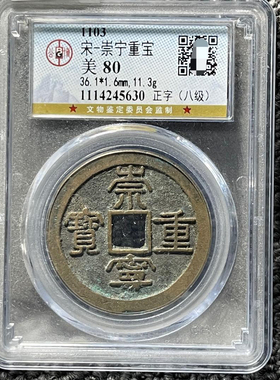 1103
宋-崇宁重宝
美 80
36.1*1.6mm,11.3g
1114245630 正字(八级)
★ 文物鉴定委员会监制 ★
崇
寶 重
寧